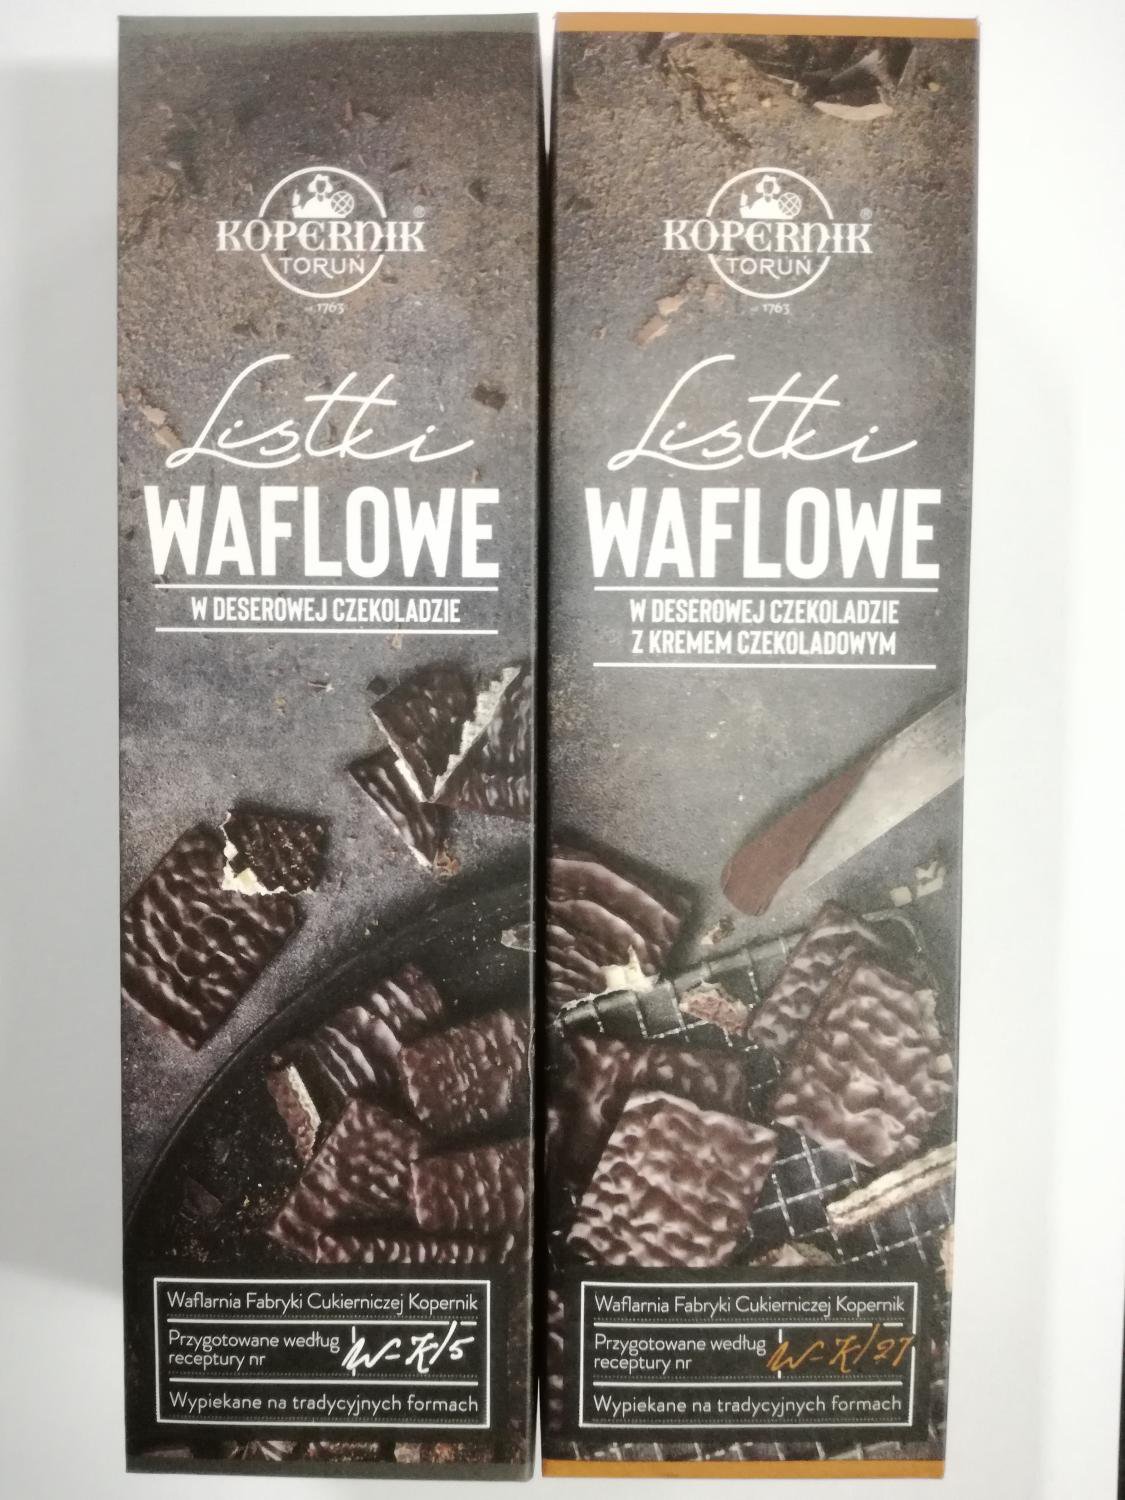 KOPERNIK®
TORUŃ
1763
Listki
WAFLOWE
W DESEROWEJ CZEKOLADZIE
Waflarnia Fabryki Cukierniczej Kopernik
Przygotowane według
receptury nr W-K/5
Wypiekane na tradycyjnych formach
KOPERNIK®
TORUŃ
1763
Listki
WAFLOWE
W DESEROWEJ CZEKOLADZIE
Z KREMEM CZEKOLADOWYM
Waflarnia Fabryki Cukierniczej Kopernik
Przygotowane według
receptury nr W-K/27
Wypiekane na tradycyjnych formach